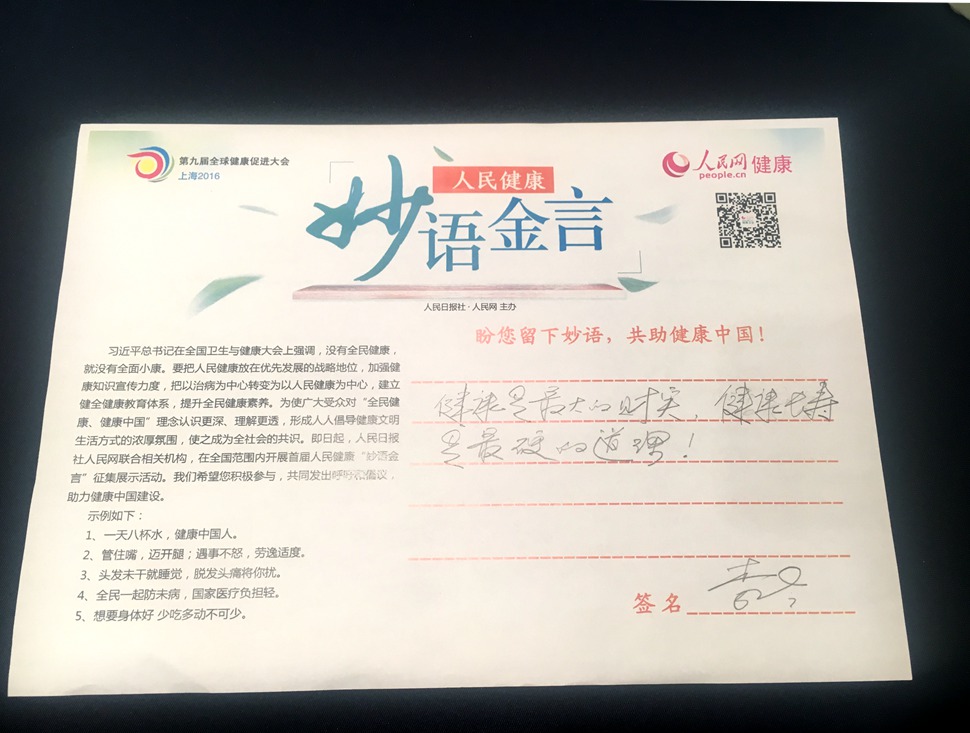 第九届全球健康促进大会
上海2016
人民健康
妙语金言
人民网 健康
people.cn
人民日报社·人民网 主办
盼您留下妙语，共助健康中国！
习近平总书记在全国卫生与健康大会上强调，没有全民健康，
就没有全面小康。要把人民健康放在优先发展的战略地位，加强健
康知识宣传力度，把以治病为中心转变为以人民健康为中心，建立
健全健康教育体系，提升全民健康素养。为使广大受众对“全民健
康、健康中国”理念认识更深、理解更透，形成人人倡导健康文明
生活方式的浓厚氛围，使之成为全社会的共识。即日起，人民日报
社人民网联合相关机构，在全国范围内开展首届人民健康“妙语金
言”征集展示活动。我们希望您积极参与，共同发出呼吁和倡议，
助力健康中国建设。
示例如下：
1、一天八杯水，健康中国人。
2、管住嘴，迈开腿；遇事不怒，劳逸适度。
3、头发未干就睡觉，脱发头痛将你扰。
4、全民一起防未病，国家医疗负担轻。
5、想要身体好 少吃多动不可少。
健康是最大的财富，健康长寿
是最硬的道理！
签名